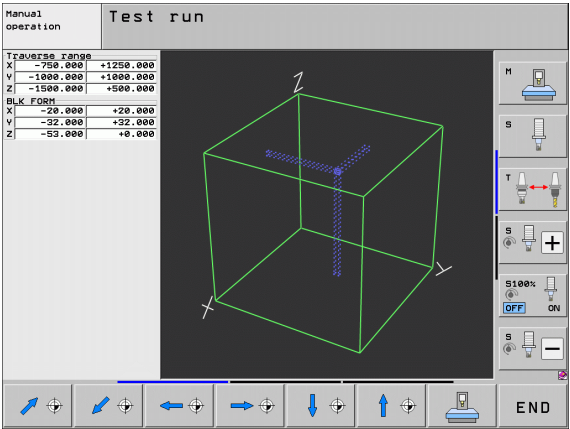 Manual
operation
Test run
Traverse range
X -750.000 +1250.000
Y -1000.000 +1000.000
Z -1500.000 +500.000
BLK FORM
X -20.000 +20.000
Y -32.000 +32.000
Z -53.000 +0.000
Z
X
Y
M
S
T
S
+
S100%
OFF ON
S
-
END